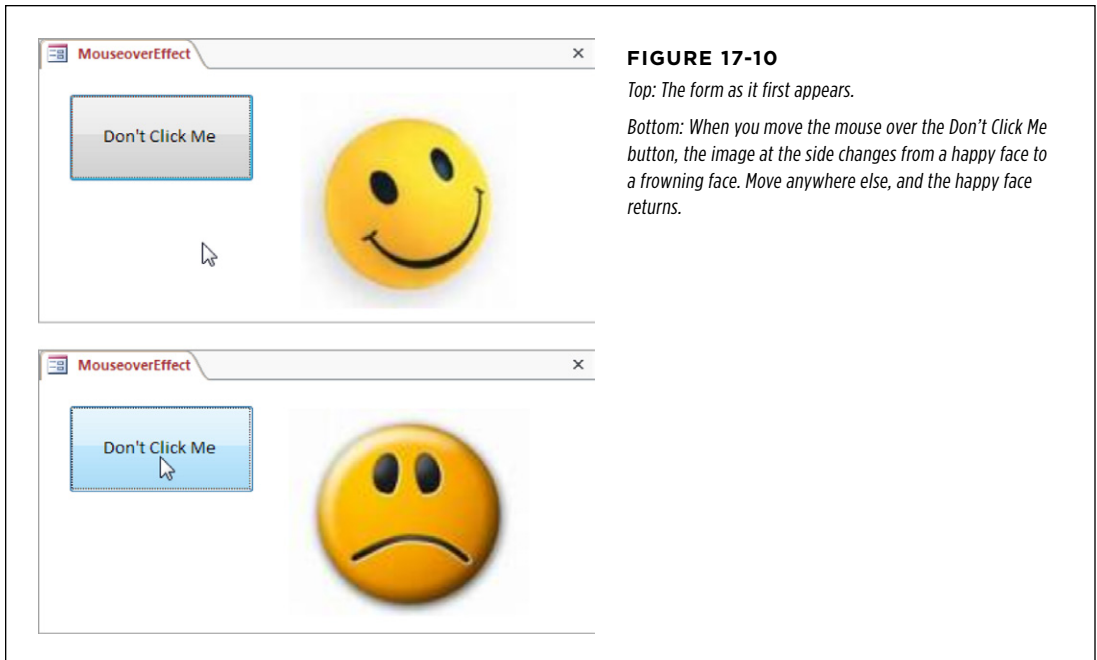 MouseoverEffect
Don't Click Me
FIGURE 17-10
Top: The form as it first appears.
Bottom: When you move the mouse over the Don’t Click Me
button, the image at the side changes from a happy face to
a frowning face. Move anywhere else, and the happy face
returns.
MouseoverEffect
Don't Click Me